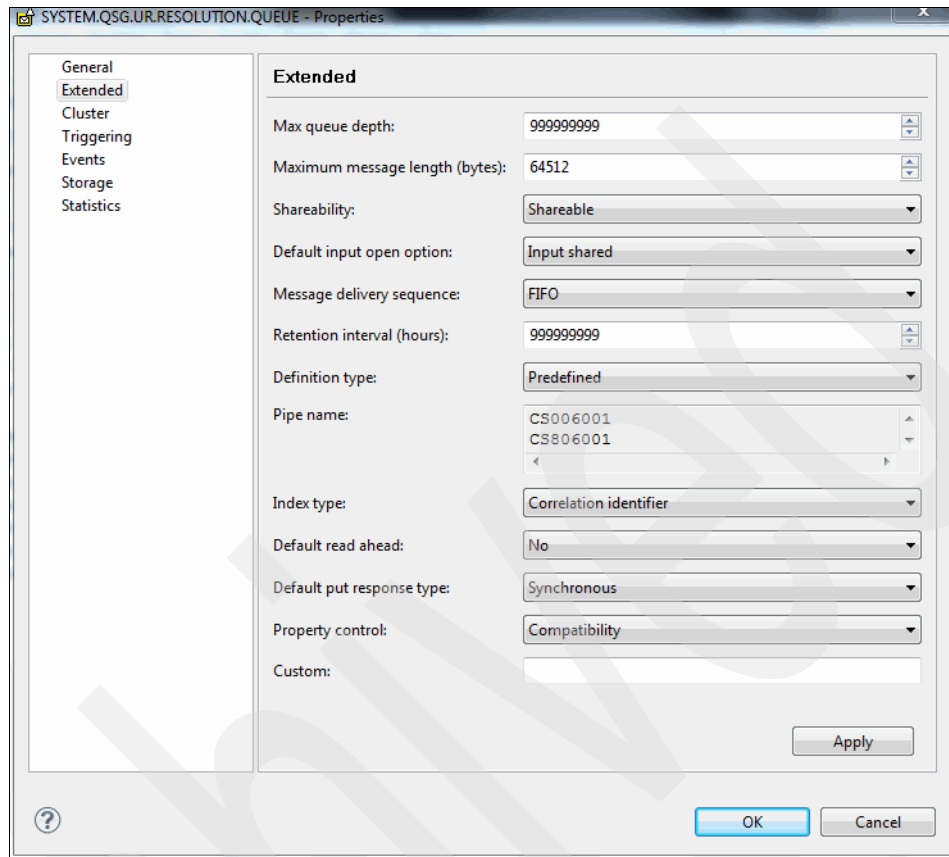 SYSTEM.QSG.UR.RESOLUTION.QUEUE - Properties
General
Extended
Cluster
Triggering
Events
Storage
Statistics
Extended
Max queue depth: 999999999
Maximum message length (bytes): 64512
Shareability: Shareable
Default input open option: Input shared
Message delivery sequence: FIFO
Retention interval (hours): 999999999
Definition type: Predefined
Pipe name: CS006001
CS806001
Index type: Correlation identifier
Default read ahead: No
Default put response type: Synchronous
Property control: Compatibility
Custom:
Apply
?
OK Cancel